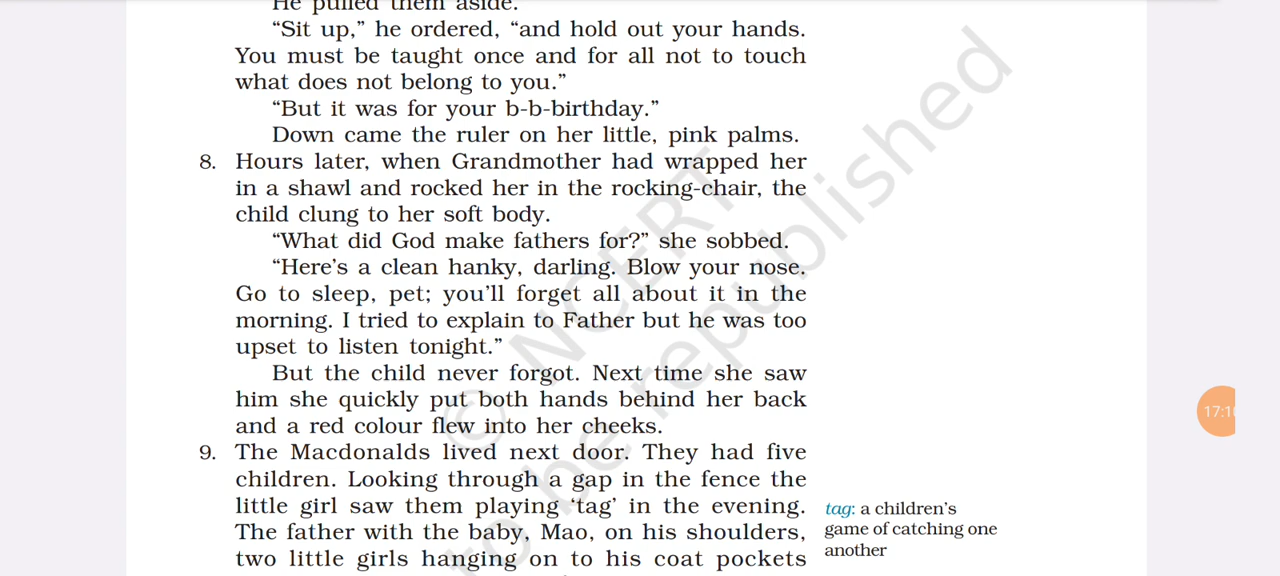 He pulled them aside.
“Sit up,” he ordered, “and hold out your hands.
You must be taught once and for all not to touch
what does not belong to you.”
“But it was for your b-b-birthday.”
Down came the ruler on her little, pink palms.
8. Hours later, when Grandmother had wrapped her
in a shawl and rocked her in the rocking-chair, the
child clung to her soft body.
“What did God make fathers for?” she sobbed.
“Here’s a clean hanky, darling. Blow your nose.
Go to sleep, pet; you’ll forget all about it in the
morning. I tried to explain to Father but he was too
upset to listen tonight.”
But the child never forgot. Next time she saw
him she quickly put both hands behind her back
and a red colour flew into her cheeks.
9. The Macdonalds lived next door. They had five
children. Looking through a gap in the fence the
little girl saw them playing ‘tag’ in the evening.
The father with the baby, Mao, on his shoulders,
two little girls hanging on to his coat pockets
tag: a children’s
game of catching one
another
© NCERT
to be republished